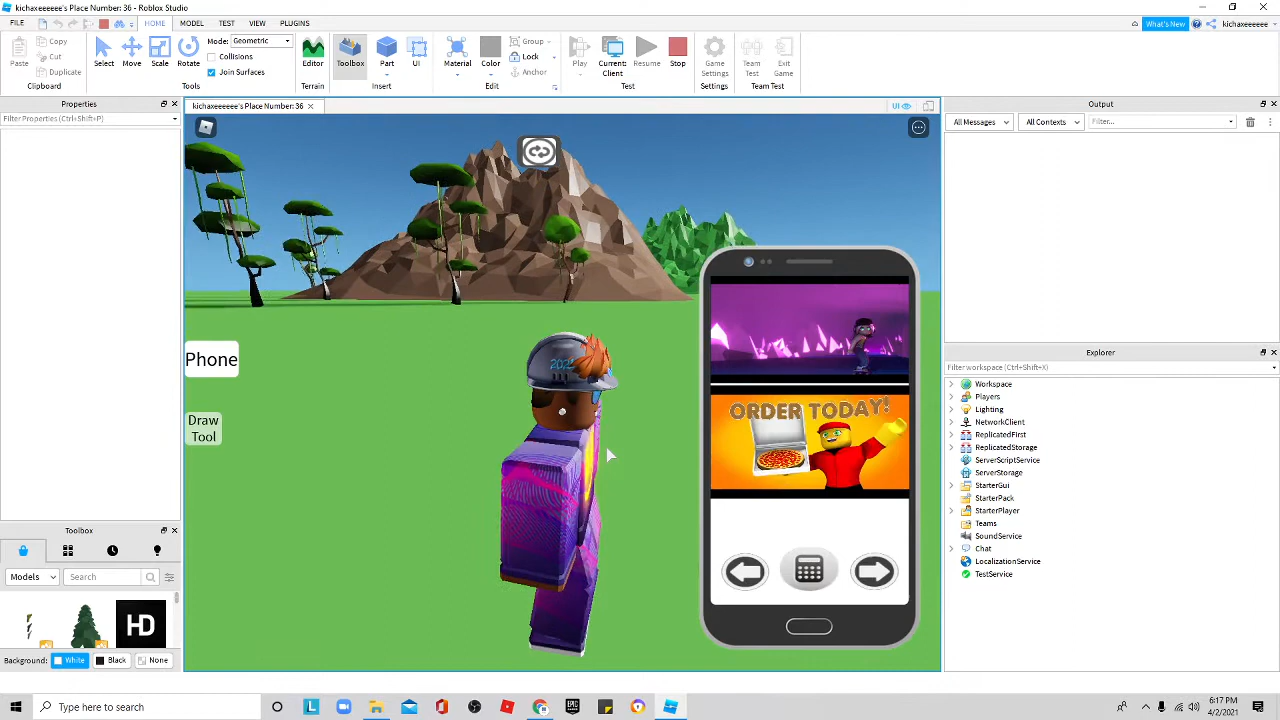 kichaxeeeeee's Place Number: 36 - Roblox Studio
FILE HOME MODEL TEST VIEW PLUGINS What's New kichaxeeeeee
Paste Copy Cut Duplicate Select Move Scale Rotate Mode: Geometric Collisions Join Surfaces Editor Toolbox Part UI Material Color Group Lock Anchor Play Current: Client Resume Stop Game Settings Team Test Exit Game
Clipboard Tools Terrain Insert Edit Test Settings Team Test
Properties
Filter Properties (Ctrl+Shift+P)
kichaxeeeeee's Place Number: 36
UI
Output
All Messages All Contexts Filter...
Phone
Draw
Tool
2021
ORDER TODAY!
Explorer
Filter workspace (Ctrl+Shift+X)
Workspace
Players
Lighting
NetworkClient
ReplicatedFirst
ReplicatedStorage
ServerScriptService
ServerStorage
StarterGui
StarterPack
StarterPlayer
Teams
SoundService
Chat
LocalizationService
TestService
Toolbox
Models Search
HD
Background: White Black None
Type here to search
L
EPIC
6:17 PM
4/2/2021